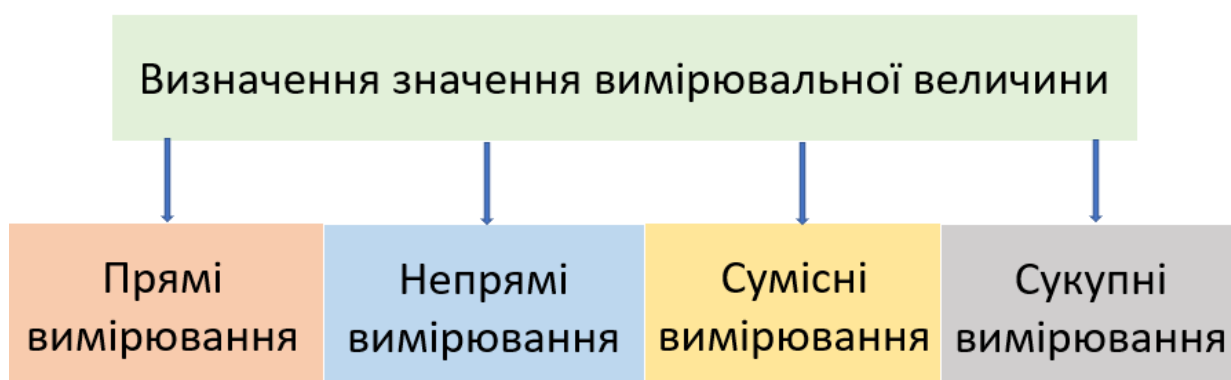 Визначення значення вимірювальної величини
Прямі
вимірювання
Непрямі
вимірювання
Сумісні
вимірювання
Сукупні
вимірювання